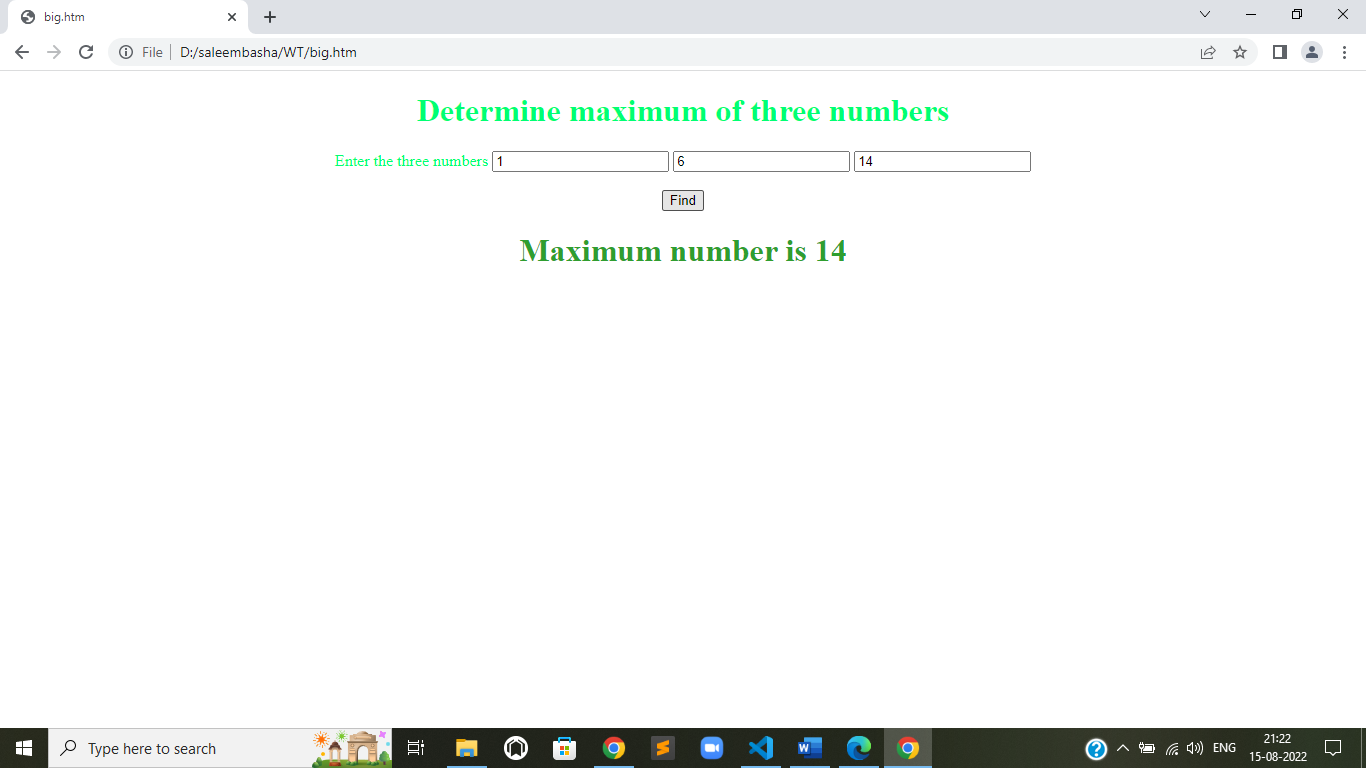 big.htm
File D:/saleembasha/WT/big.htm
Determine maximum of three numbers
Enter the three numbers 1 6 14
Find
Maximum number is 14
Type here to search
ENG
21:22
15-08-2022